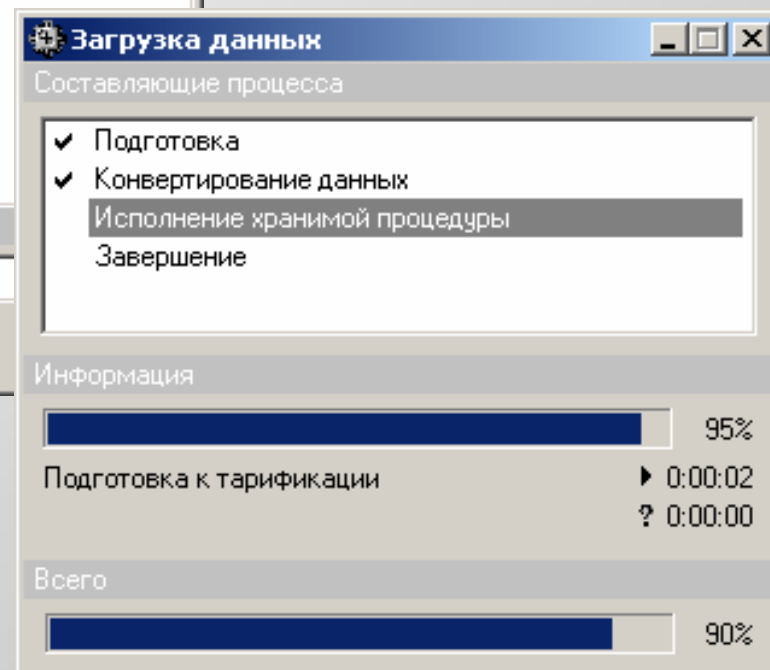 Загрузка данных
Составляющие процесса
Подготовка
Конвертирование данных
Исполнение хранимой процедуры
Завершение
Информация
95%
Подготовка к тарификации
0:00:02
? 0:00:00
Всего
90%